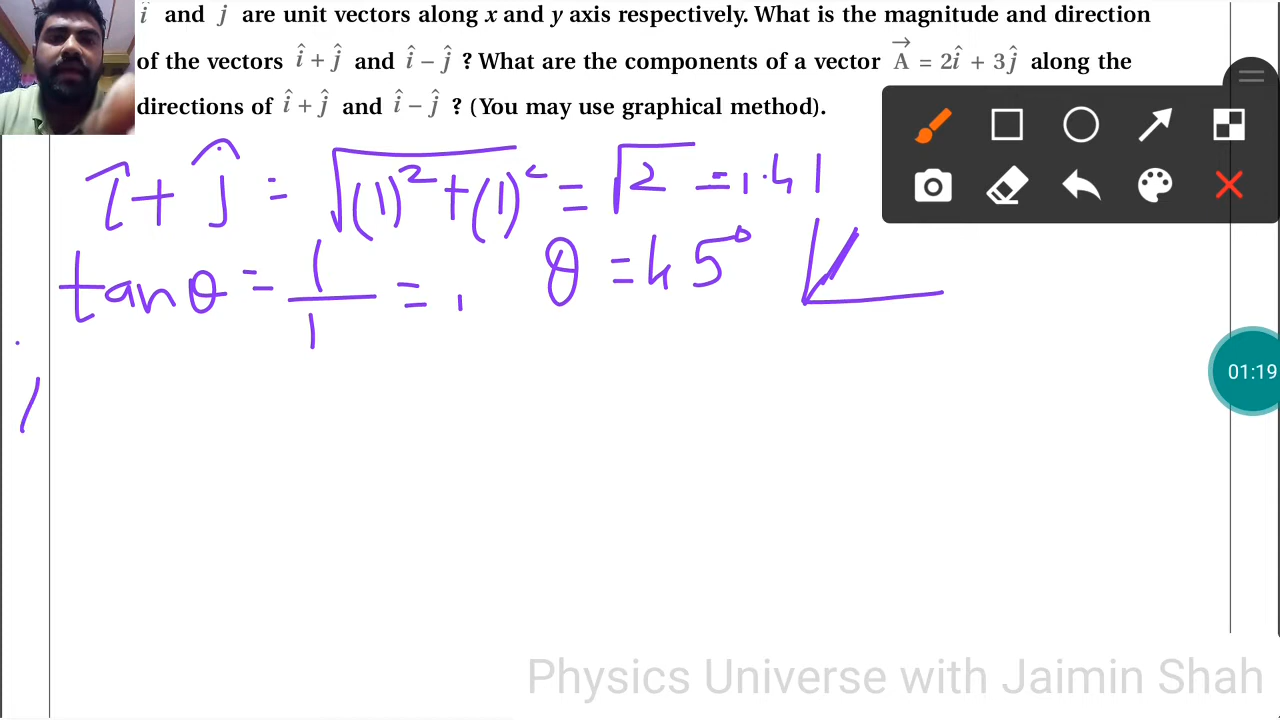 î and ĵ are unit vectors along x and y axis respectively. What is the magnitude and direction
of the vectors î + ĵ and î − ĵ ? What are the components of a vector A⃗ = 2î + 3ĵ along the
directions of î + ĵ and î − ĵ ? (You may use graphical method).
î + ĵ = √(1)² + (1)² = √2 = 1.41
tanθ = 1/1 = 1 θ = 45°
01:19
Physics Universe with Jaimin Shah